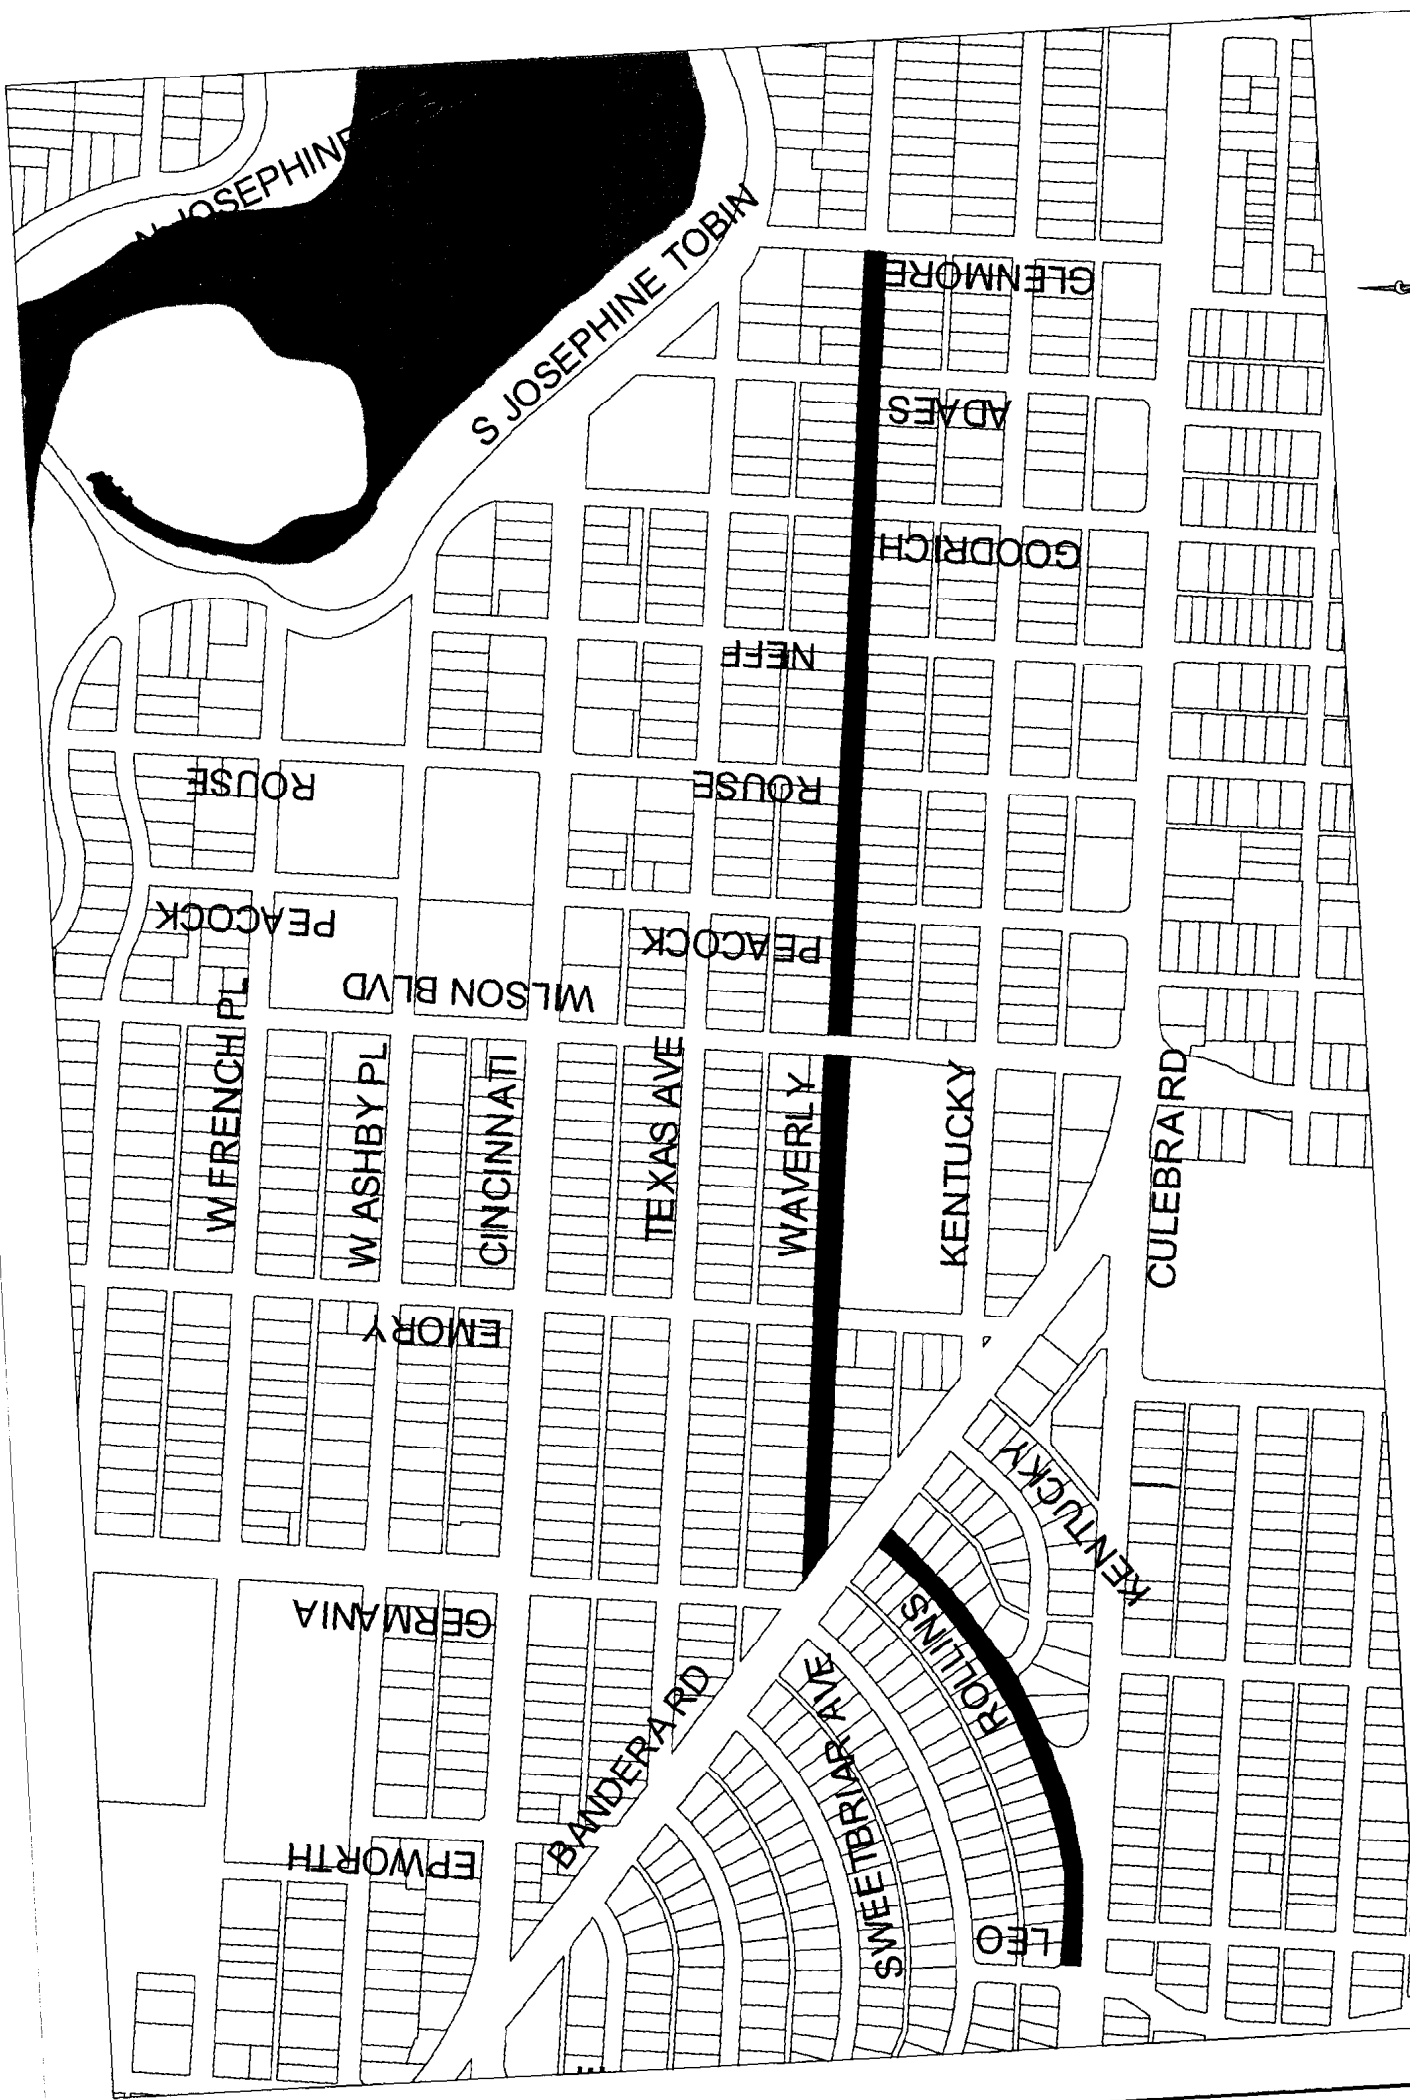 N JOSEPHINE
S JOSEPHINE TOBIN
GLENMORE
ADAES
GOODRICH
NEFF
ROUSE
ROUSE
PEACOCK
PEACOCK
WILSON BLVD
W FRENCH PL
W ASHBY PL
CINCINNATI
TEXAS AVE
WAVERLY
KENTUCKY
CULEBRA RD
EMORY
KENTUCKY
GERMANIA
ROLLINS
BANDERA RD
SWEETBRIAR AVE
EPWORTH
LEO